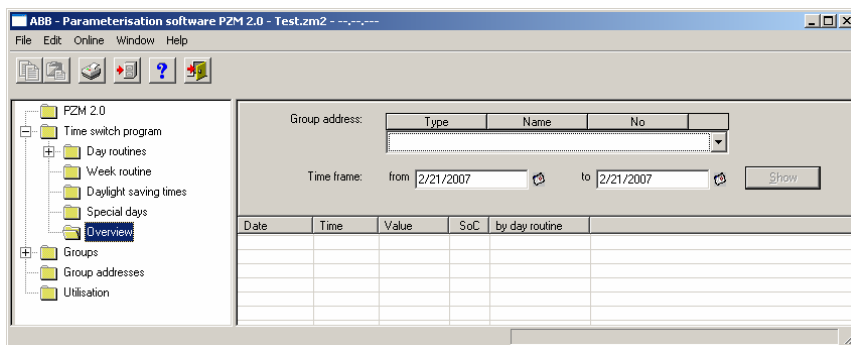 ABB - Parameterisation software PZM 2.0 - Test.zm2 - --.--.---
File Edit Online Window Help
?
PZM 2.0
Time switch program
Day routines
Week routine
Daylight saving times
Special days
Overview
Groups
Group addresses
Utilisation
Group address: Type Name No
Time frame: from 2/21/2007 to 2/21/2007 Show
Date Time Value SoC by day routine